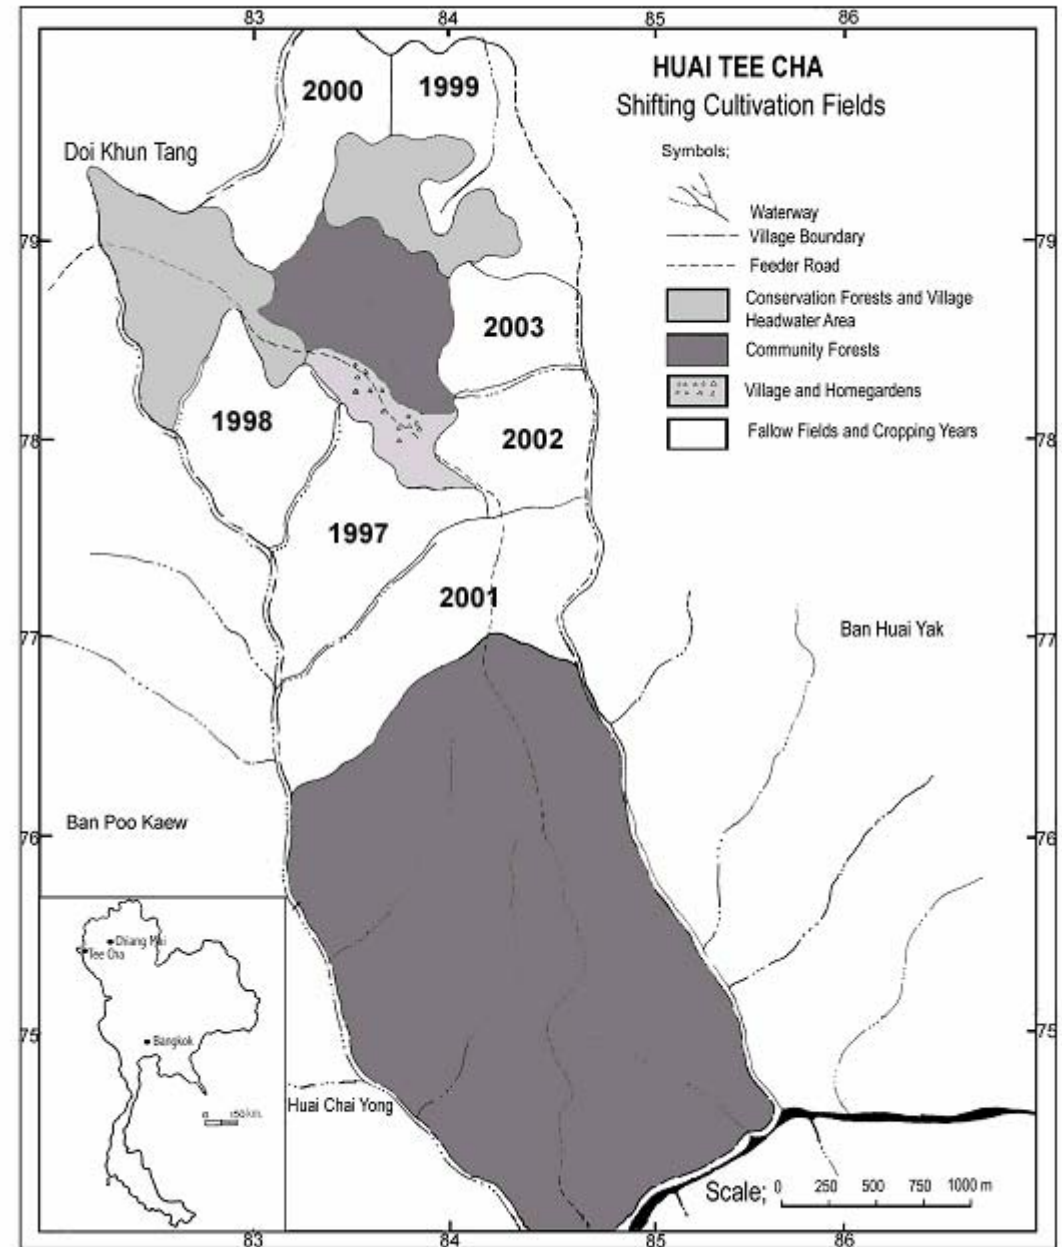 83 84 85 86
HUAI TEE CHA
Shifting Cultivation Fields
Symbols;
Waterway
Village Boundary
Feeder Road
Conservation Forests and Village
Headwater Area
Community Forests
Village and Homegardens
Fallow Fields and Cropping Years
2000
1999
Doi Khun Tang
79 79
2003
1998
2002
78 78
1997
2001
77 77
Ban Huai Yak
Ban Poo Kaew
76 76
Chiang Mai
Tee Cha
Bangkok
0 150 km.
75 75
Huai Chai Yong
Scale; 0 250 500 750 1000 m
83 84 85 86